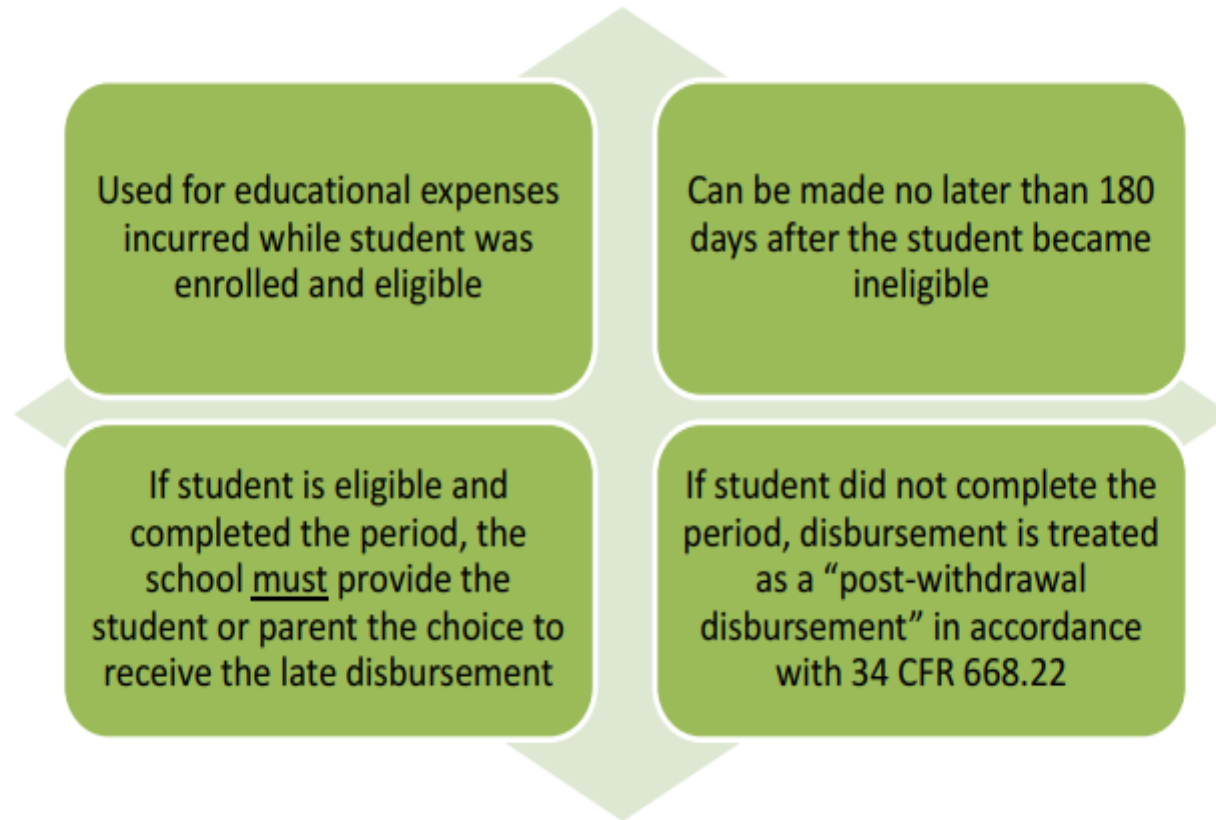 Used for educational expenses
incurred while student was
enrolled and eligible
Can be made no later than 180
days after the student became
ineligible
If student is eligible and
completed the period, the
school must provide the
student or parent the choice to
receive the late disbursement
If student did not complete the
period, disbursement is treated
as a “post-withdrawal
disbursement” in accordance
with 34 CFR 668.22